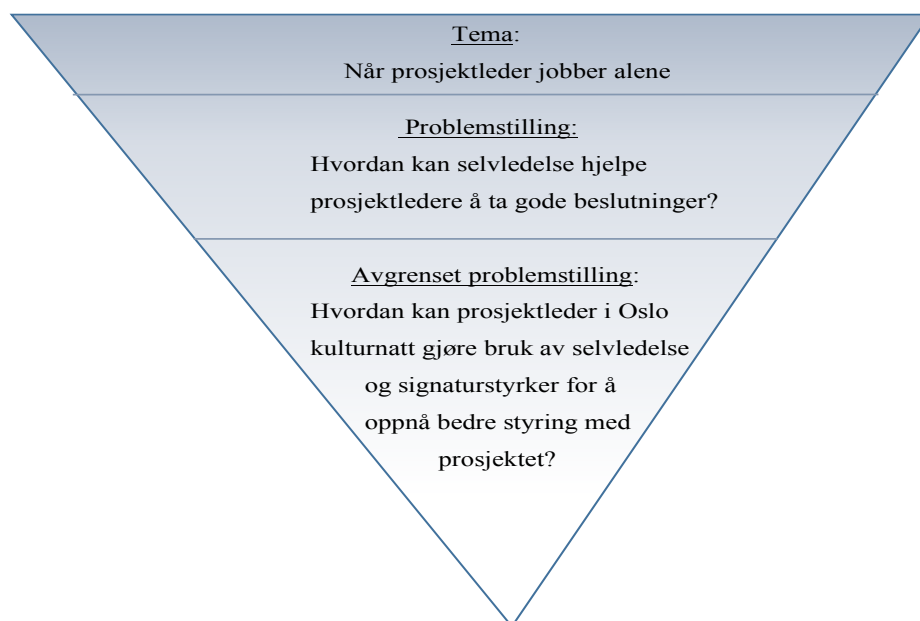 Tema:
Når prosjektleder jobber alene
Problemstilling:
Hvordan kan selvledelse hjelpe
prosjektledere å ta gode beslutninger?
Avgrenset problemstilling:
Hvordan kan prosjektleder i Oslo
kulturnatt gjøre bruk av selvledelse
og signaturstyrker for å
oppnå bedre styring med
prosjektet?